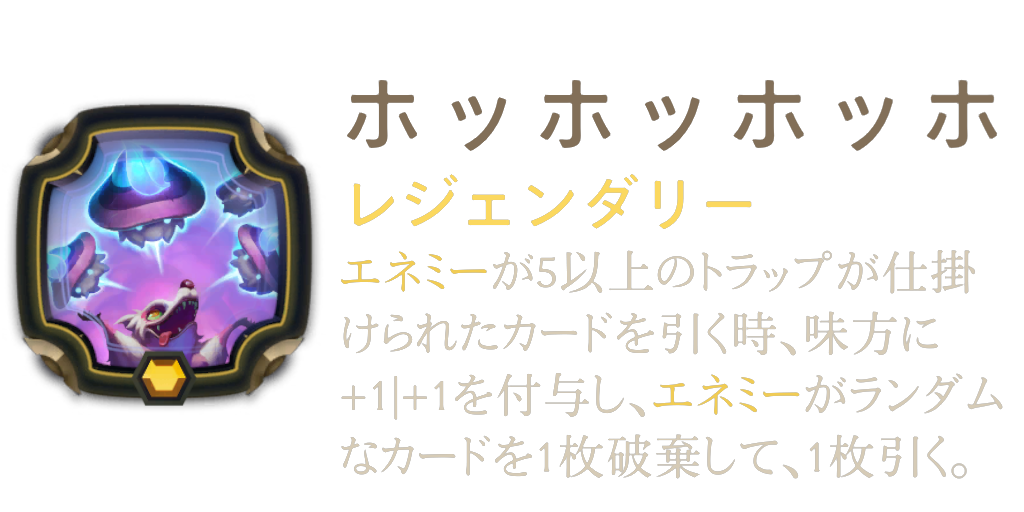 ホッホッホッホ
レジェンダリー
エネミーが5以上のトラップが仕掛
けられたカードを引く時、味方に
+1|+1を付与し、エネミーがランダム
なカードを1枚破棄して、1枚引く。